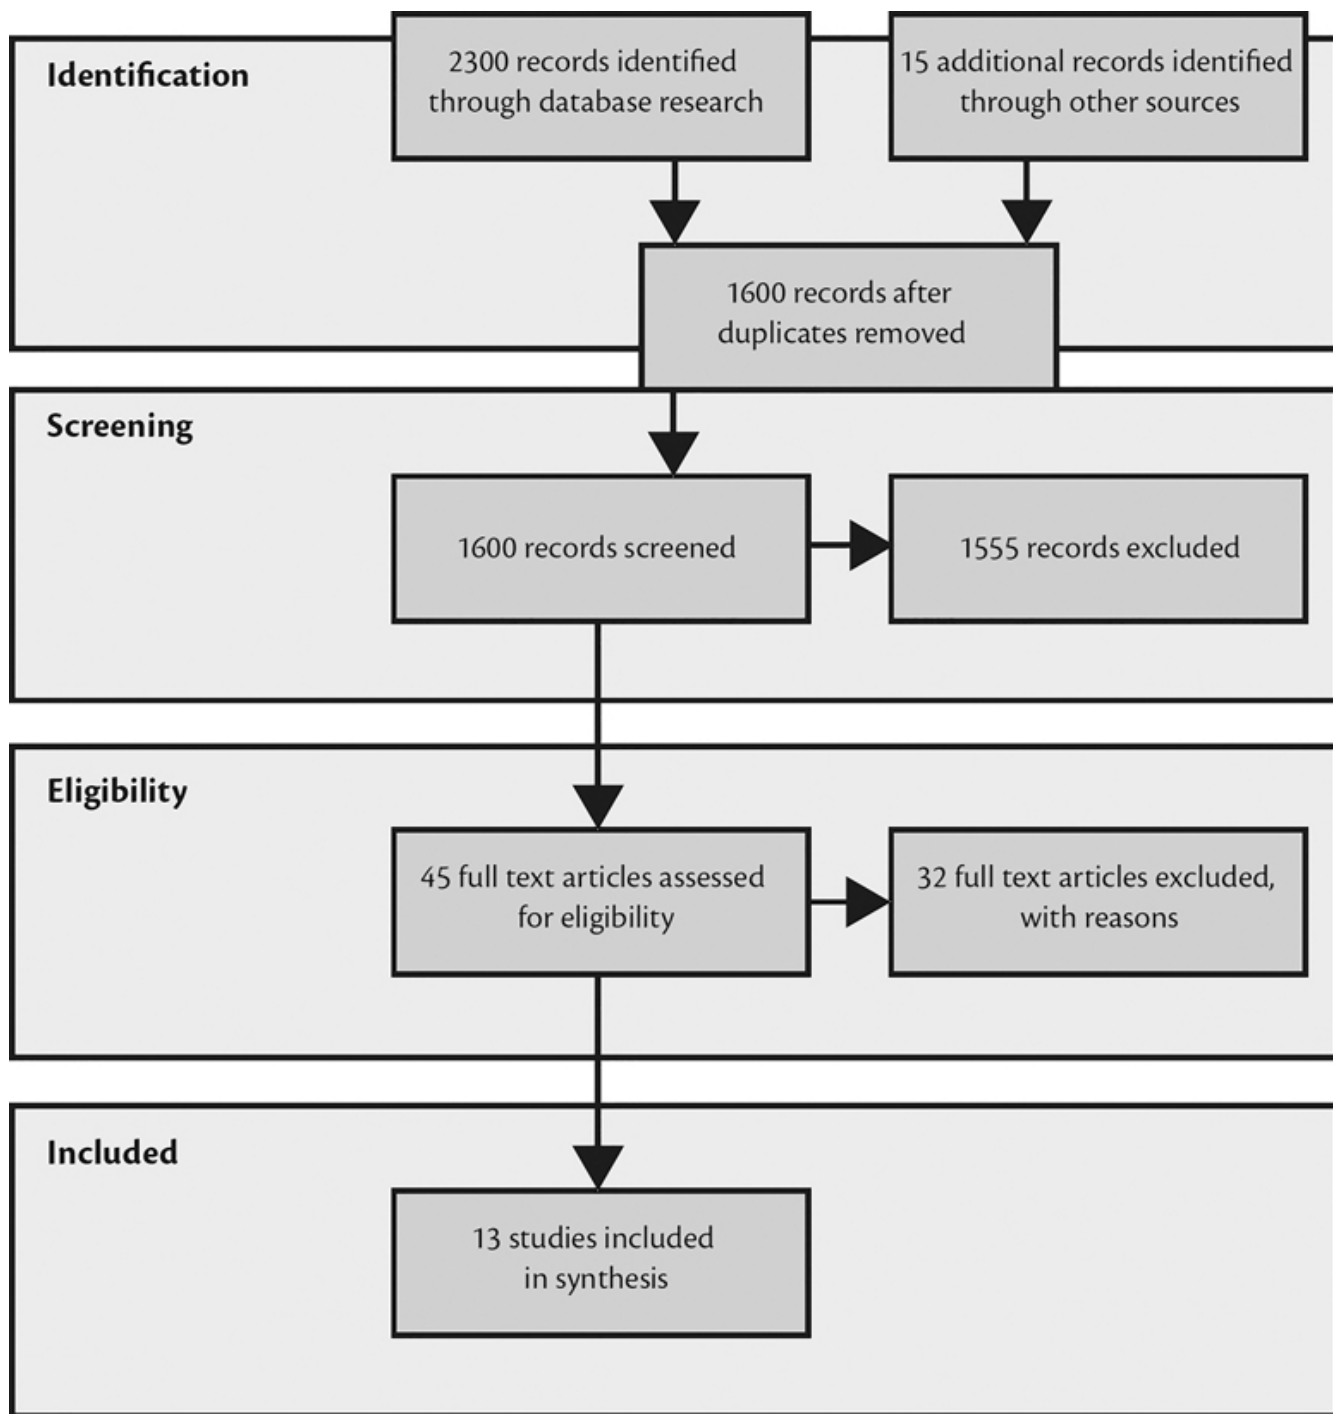 Identification
2300 records identified
through database research
15 additional records identified
through other sources
1600 records after
duplicates removed
Screening
1600 records screened
1555 records excluded
Eligibility
45 full text articles assessed
for eligibility
32 full text articles excluded,
with reasons
Included
13 studies included
in synthesis